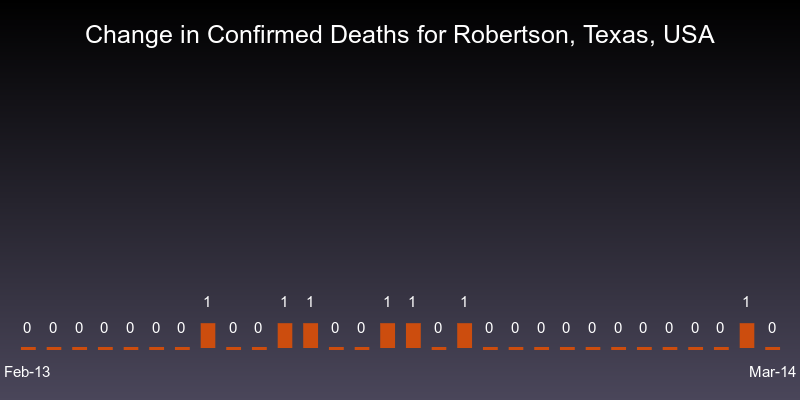 Change in Confirmed Deaths for Robertson, Texas, USA
1 1 1 1 1 1 1
0 0 0 0 0 0 0 0 0 0 0 0 0 0 0 0 0 0 0 0 0 0 0
Feb-13 Mar-14